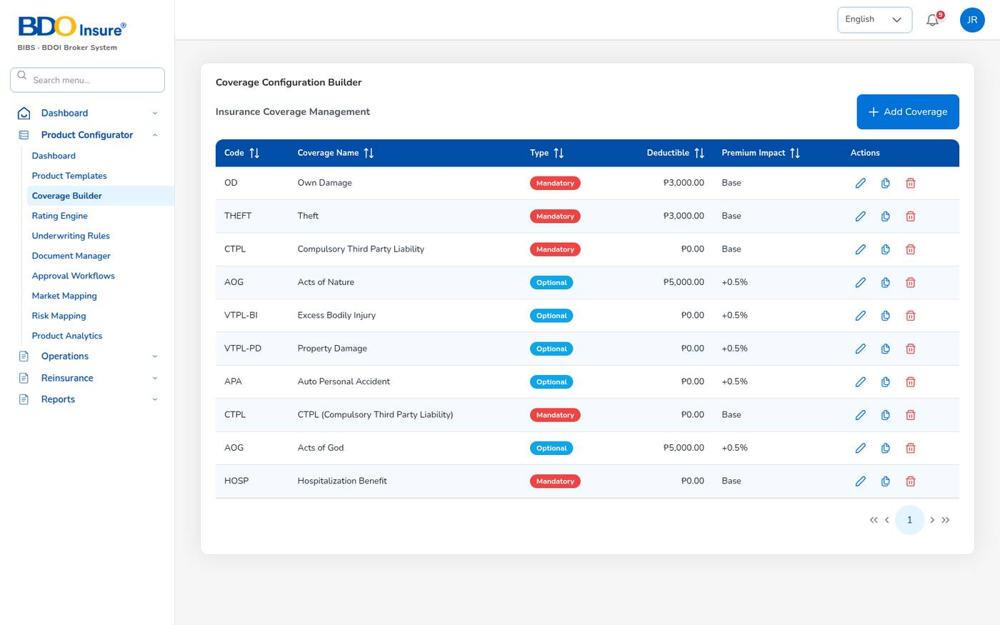 BDO Insure®
BIBS · BDOI Broker System
Search menu...
Dashboard
Product Configurator
Dashboard
Product Templates
Coverage Builder
Rating Engine
Underwriting Rules
Document Manager
Approval Workflows
Market Mapping
Risk Mapping
Product Analytics
Operations
Reinsurance
Reports
English
9
JR
Coverage Configuration Builder
Insurance Coverage Management
Add Coverage
Code Coverage Name Type Deductible Premium Impact Actions
OD Own Damage Mandatory ₱3,000.00 Base
THEFT Theft Mandatory ₱3,000.00 Base
CTPL Compulsory Third Party Liability Mandatory ₱0.00 Base
AOG Acts of Nature Optional ₱5,000.00 +0.5%
VTPL-BI Excess Bodily Injury Optional ₱0.00 +0.5%
VTPL-PD Property Damage Optional ₱0.00 +0.5%
APA Auto Personal Accident Optional ₱0.00 +0.5%
CTPL CTPL (Compulsory Third Party Liability) Mandatory ₱0.00 Base
AOG Acts of God Optional ₱5,000.00 +0.5%
HOSP Hospitalization Benefit Mandatory ₱0.00 Base
1